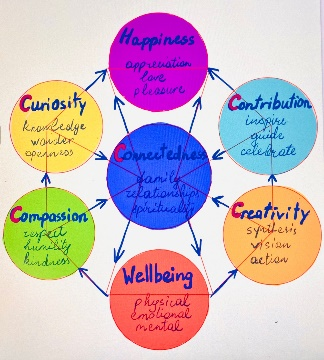 Happiness
appreciation
love
pleasure
Curiosity
knowledge
wonder
openness
Contribution
inspire
guide
celebrate
Connectedness
family
relationships
spirituality
Compassion
respect
humility
kindness
Creativity
synthesis
vision
action
Wellbeing
physical
emotional
mental